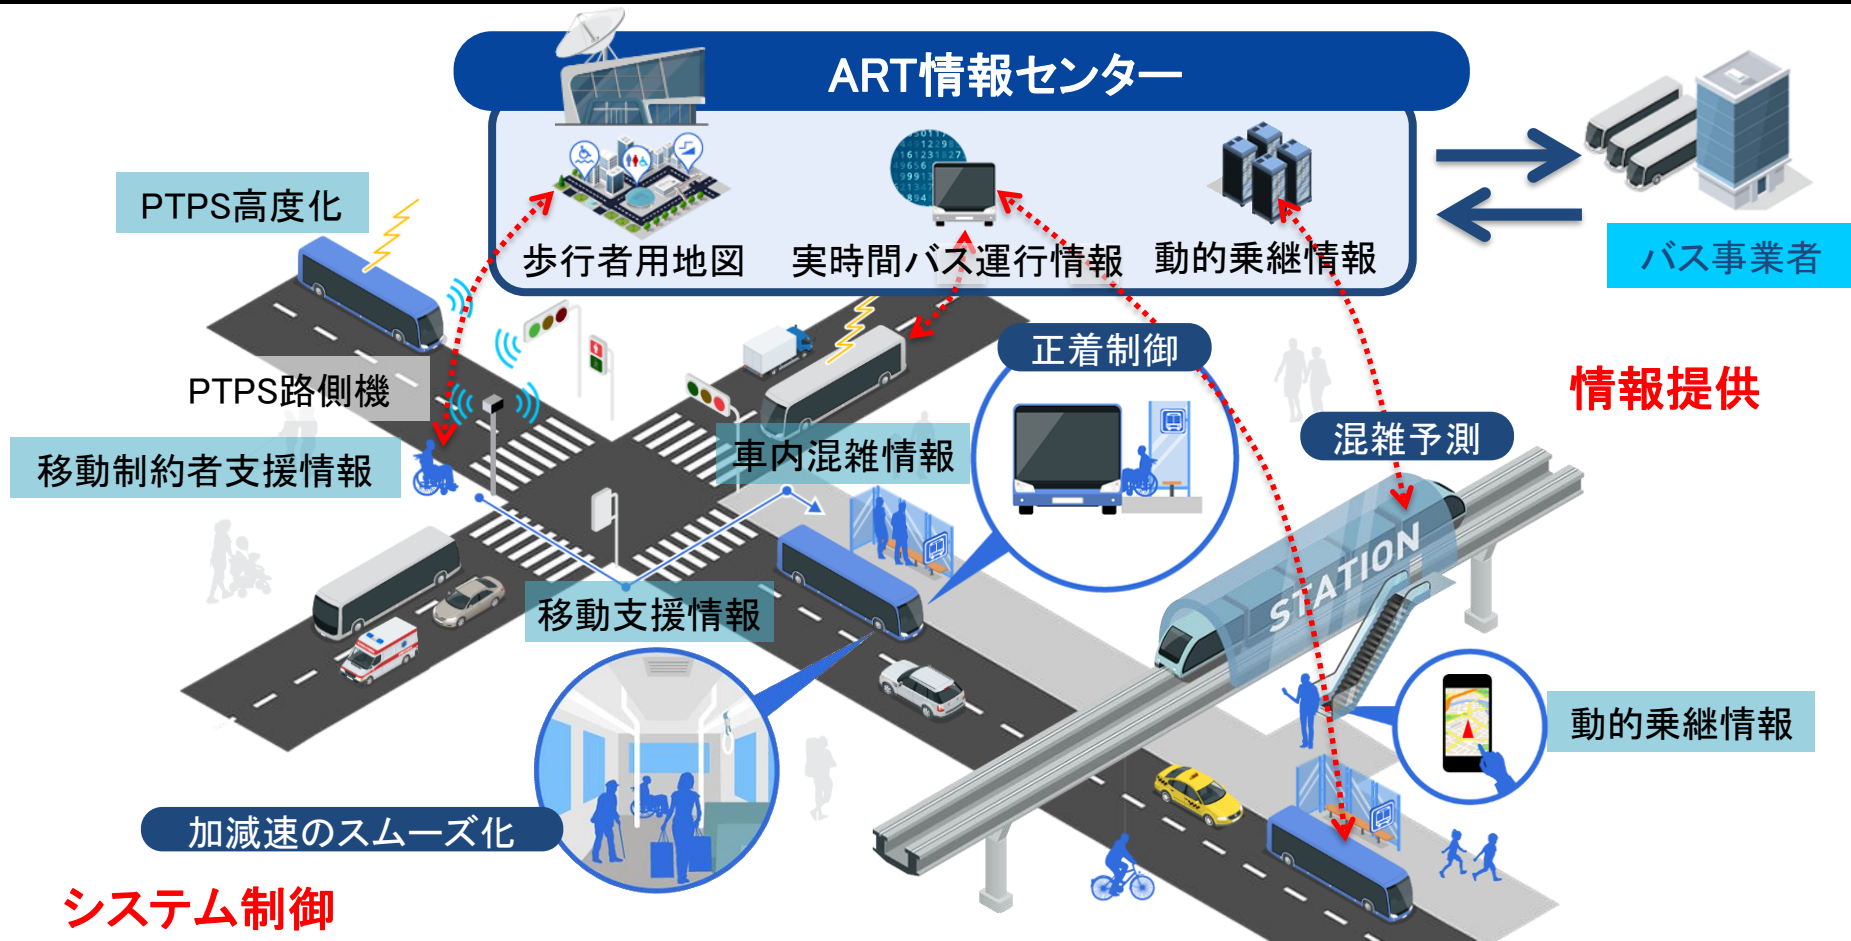 ART情報センター
歩行者用地図
実時間バス運行情報
動的乗継情報
バス事業者
PTPS高度化
PTPS路側機
移動制約者支援情報
正着制御
情報提供
混雑予測
車内混雑情報
STATION
移動支援情報
動的乗継情報
加減速のスムーズ化
システム制御